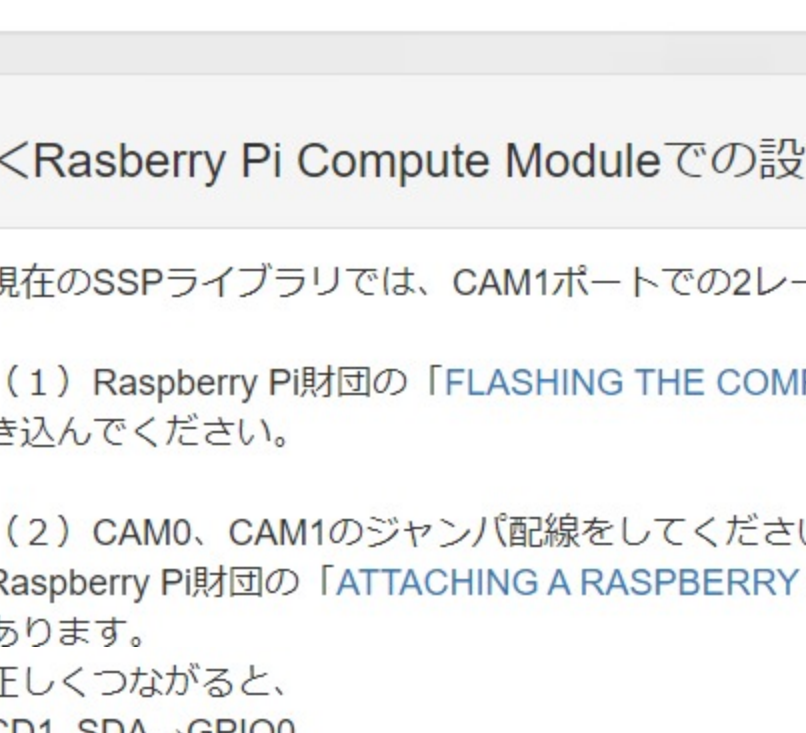 ＜Rasberry Pi Compute Moduleでの設
現在のSSPライブラリでは、CAM1ポートでの2レー
（１）Raspberry Pi財団の「FLASHING THE COMP
き込んでください。
（２）CAM0、CAM1のジャンパ配線をしてください
Raspberry Pi財団の「ATTACHING A RASPBERRY
あります。
正しくつながると、
CD1_SDA→GPIO0